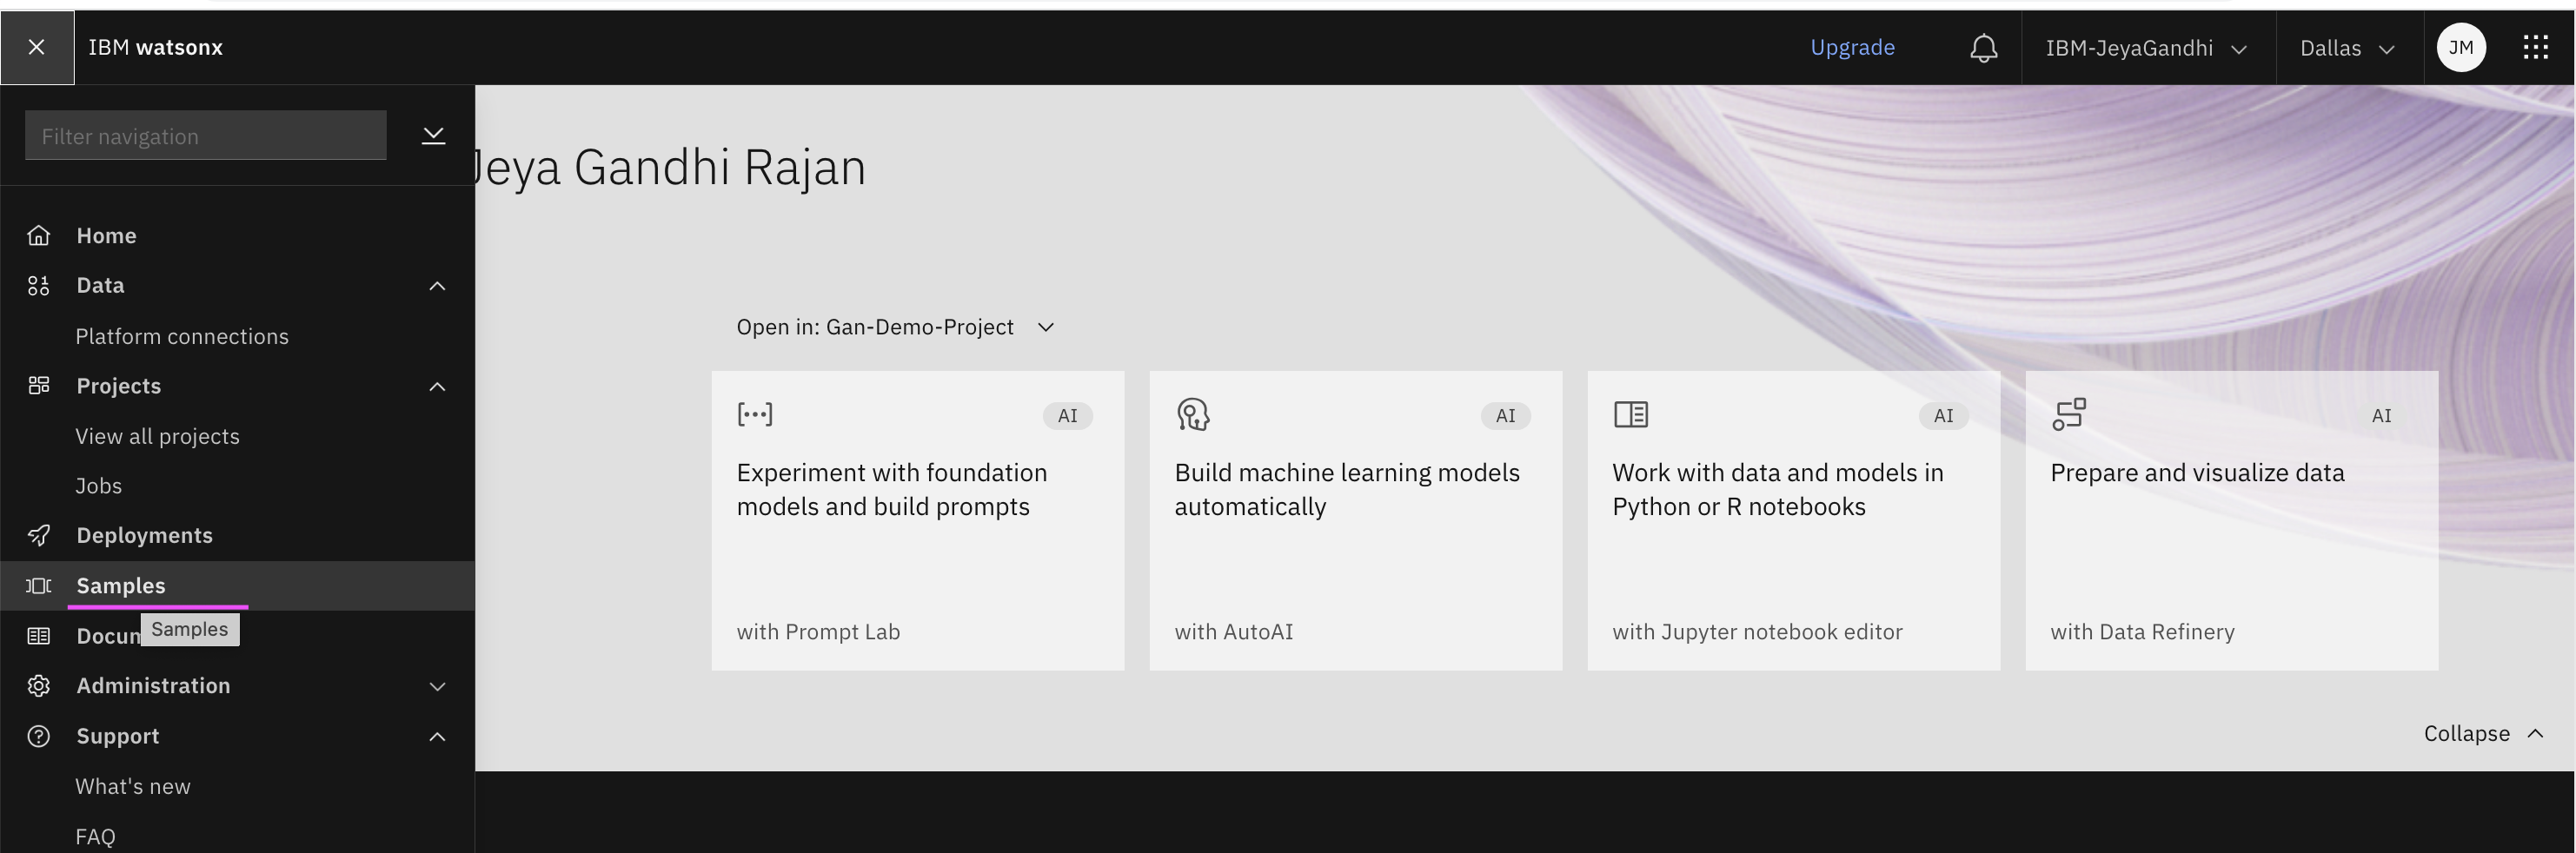 IBM watsonx
Upgrade
IBM-JeyaGandhi
Dallas
JM
Filter navigation
Home
Data
Platform connections
Projects
View all projects
Jobs
Deployments
Samples
Samples
Docum
Administration
Support
What's new
FAQ
Jeya Gandhi Rajan
Open in: Gan-Demo-Project
AI
Experiment with foundation
models and build prompts
with Prompt Lab
AI
Build machine learning models
automatically
with AutoAI
AI
Work with data and models in
Python or R notebooks
with Jupyter notebook editor
AI
Prepare and visualize data
with Data Refinery
Collapse